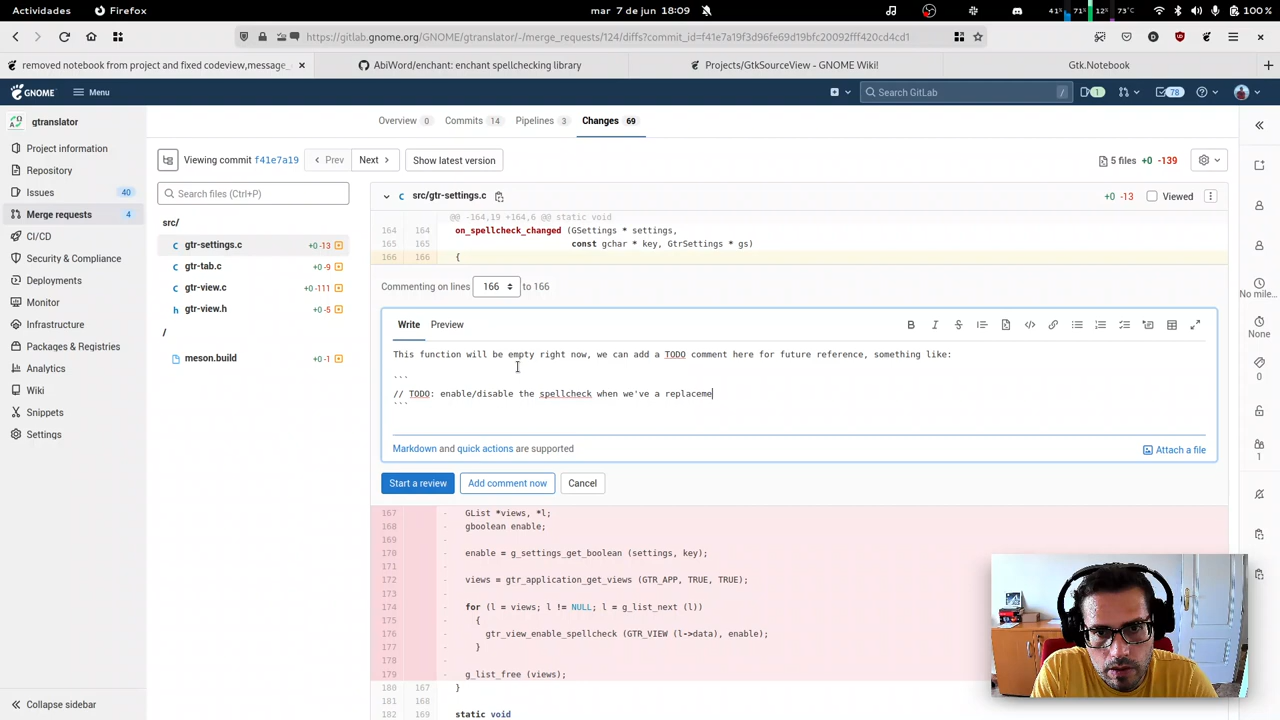 Actividades
Firefox
mar 7 de jun 18:09
41%
71%
12%
73°C
100 %
https://gitlab.gnome.org/GNOME/gtranslator/-/merge_requests/124/diffs?commit_id=f41e7a19f3d96fe69d19bfc20092fff420cd4cd1
removed notebook from project and fixed codeview,message_
AbiWord/enchant: enchant spellchecking library
Projects/GtkSourceView - GNOME Wiki!
Gtk.Notebook
GNOME
Menu
Search GitLab
/
1
78
gtranslator
Overview 0
Commits 14
Pipelines 3
Changes 69
Project information
Repository
Issues 40
Merge requests 4
CI/CD
Security & Compliance
Deployments
Monitor
Infrastructure
Packages & Registries
Analytics
Wiki
Snippets
Settings
Collapse sidebar
Viewing commit f41e7a19
Prev
Next
Show latest version
5 files +0 -139
Search files (Ctrl+P)
src/
gtr-settings.c +0 -13
gtr-tab.c +0 -9
gtr-view.c +0 -111
gtr-view.h +0 -5
/
meson.build +0 -1
src/gtr-settings.c
+0 -13
Viewed
@@ -164,19 +164,6 @@ static void
164 164 on_spellcheck_changed (GSettings * settings,
165 165 const gchar * key, GtrSettings * gs)
166 166 {
Commenting on lines 166 to 166
Write
Preview
This function will be empty right now, we can add a TODO comment here for future reference, something like:
```
// TODO: enable/disable the spellcheck when we've a replaceme
```
Markdown and quick actions are supported
Attach a file
Start a review
Add comment now
Cancel
167 - GList *views, *l;
168 - gboolean enable;
169 -
170 - enable = g_settings_get_boolean (settings, key);
171 -
172 - views = gtr_application_get_views (GTR_APP, TRUE, TRUE);
173 -
174 - for (l = views; l != NULL; l = g_list_next (l))
175 - {
176 - gtr_view_enable_spellcheck (GTR_VIEW (l->data), enable);
177 - }
178 -
179 - g_list_free (views);
180 167 }
181 168
182 169 static void
No mile...
None
0
1